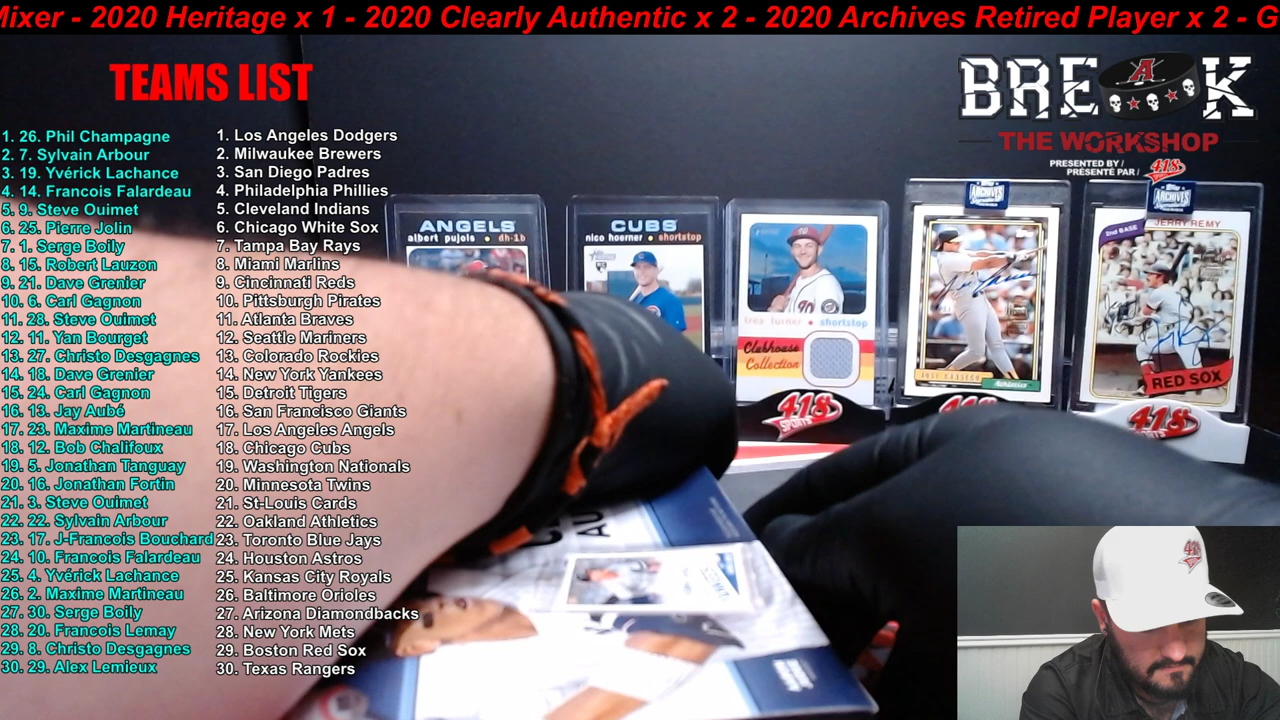 Mixer - 2020 Heritage x 1 - 2020 Clearly Authentic x 2 - 2020 Archives Retired Player x 2 - G
TEAMS LIST
1. 26. Phil Champagne
2. 7. Sylvain Arbour
3. 19. Yvérick Lachance
4. 14. Francois Falardeau
5. 9. Steve Ouimet
6. 25. Pierre Jolin
7. 1. Serge Boily
8. 15. Robert Lauzon
9. 21. Dave Grenier
10. 6. Carl Gagnon
11. 28. Steve Ouimet
12. 11. Yan Bourget
13. 27. Christo Desgagnes
14. 18. Dave Grenier
15. 24. Carl Gagnon
16. 13. Jay Aubé
17. 23. Maxime Martineau
18. 12. Bob Chalifoux
19. 5. Jonathan Tanguay
20. 16. Jonathan Fortin
21. 3. Steve Ouimet
22. 22. Sylvain Arbour
23. 17. J-Francois Bouchard
24. 10. Francois Falardeau
25. 4. Yvérick Lachance
26. 2. Maxime Martineau
27. 30. Serge Boily
28. 20. Francois Lemay
29. 8. Christo Desgagnes
30. 29. Alex Lemieux
1. Los Angeles Dodgers
2. Milwaukee Brewers
3. San Diego Padres
4. Philadelphia Phillies
5. Cleveland Indians
6. Chicago White Sox
7. Tampa Bay Rays
8. Miami Marlins
9. Cincinnati Reds
10. Pittsburgh Pirates
11. Atlanta Braves
12. Seattle Mariners
13. Colorado Rockies
14. New York Yankees
15. Detroit Tigers
16. San Francisco Giants
17. Los Angeles Angels
18. Chicago Cubs
19. Washington Nationals
20. Minnesota Twins
21. St-Louis Cards
22. Oakland Athletics
23. Toronto Blue Jays
24. Houston Astros
25. Kansas City Royals
26. Baltimore Orioles
27. Arizona Diamondbacks
28. New York Mets
29. Boston Red Sox
30. Texas Rangers
BREAK
THE WORKSHOP
PRESENTED BY /
PRÉSENTÉ PAR /
418
ANGELS
albert pujols • dh-1b
CUBS
nico hoerner • shortstop
trea turner • shortstop
Clubhouse
Collection
ARCHIVES
JOSE CANSECO
Athletics
ARCHIVES
2nd BASE
JERRY REMY
RED SOX
418
SPORTS
418
418
SPORTS
418